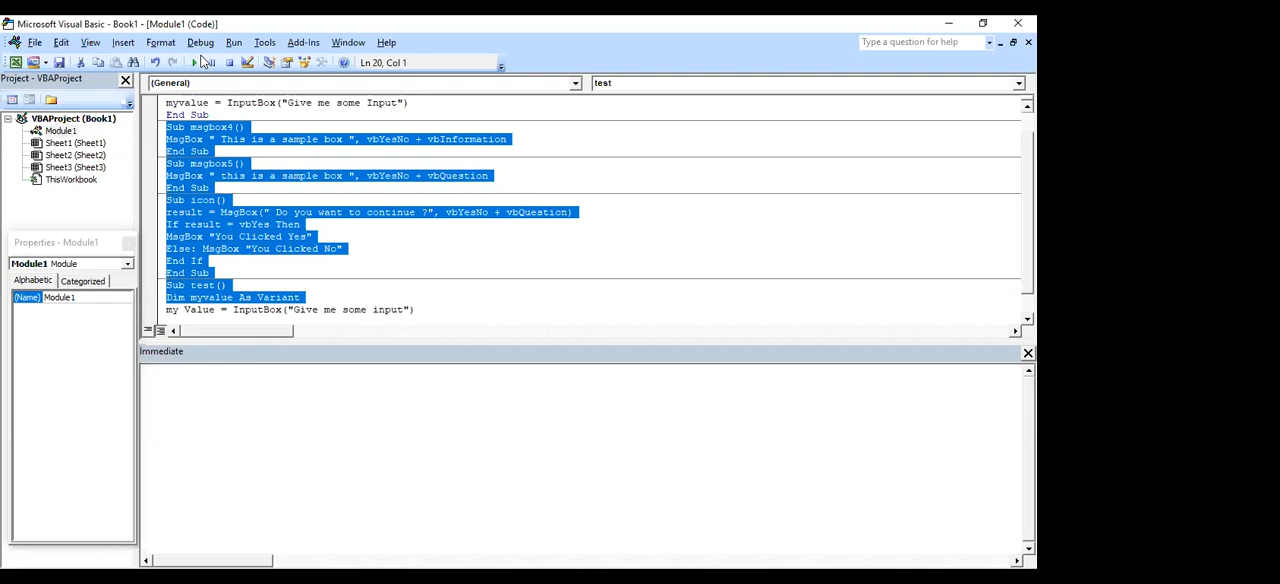 Microsoft Visual Basic - Book1 - [Module1 (Code)]
File Edit View Insert Format Debug Run Tools Add-Ins Window Help
Type a question for help
Ln 20, Col 1
Project - VBAProject
(General)
test
VBAProject (Book1)
Module1
Sheet1 (Sheet1)
Sheet2 (Sheet2)
Sheet3 (Sheet3)
ThisWorkbook
myvalue = InputBox("Give me some Input")
End Sub
Sub msgbox4()
MsgBox " This is a sample box ", vbYesNo + vbInformation
End Sub
Sub msgbox5()
MsgBox " this is a sample box ", vbYesNo + vbQuestion
End Sub
Sub icon()
result = MsgBox(" Do you want to continue ?", vbYesNo + vbQuestion)
If result = vbYes Then
MsgBox "You Clicked Yes"
Else: MsgBox "You Clicked No"
End If
End Sub
Sub test()
Dim myvalue As Variant
my Value = InputBox("Give me some input")
Properties - Module1
Module1 Module
Alphabetic Categorized
(Name) Module1
Immediate